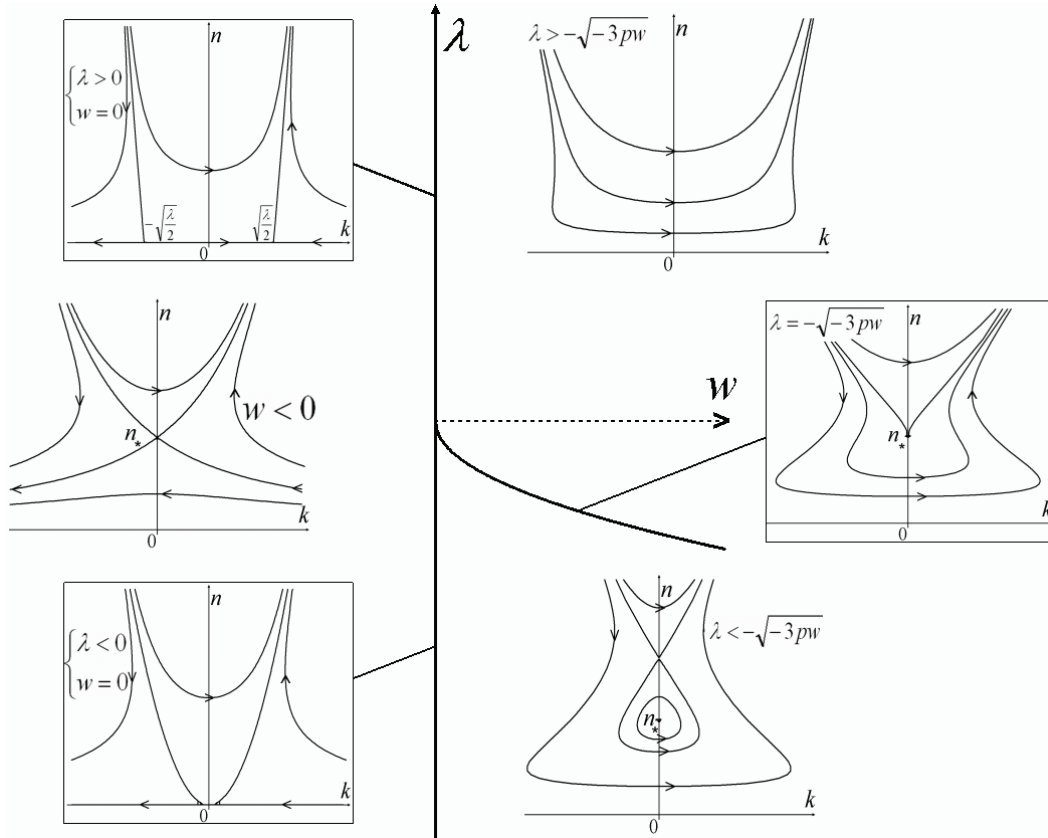 λ
w
n
{λ > 0
w = 0
-√(λ/2)
√(λ/2)
k
0
λ > -√(-3pw)
n
k
0
n
w < 0
n*
k
0
λ = -√(-3pw)
n
n*
k
0
n
{λ < 0
w = 0
k
0
n
λ < -√(-3pw)
n*
k
0